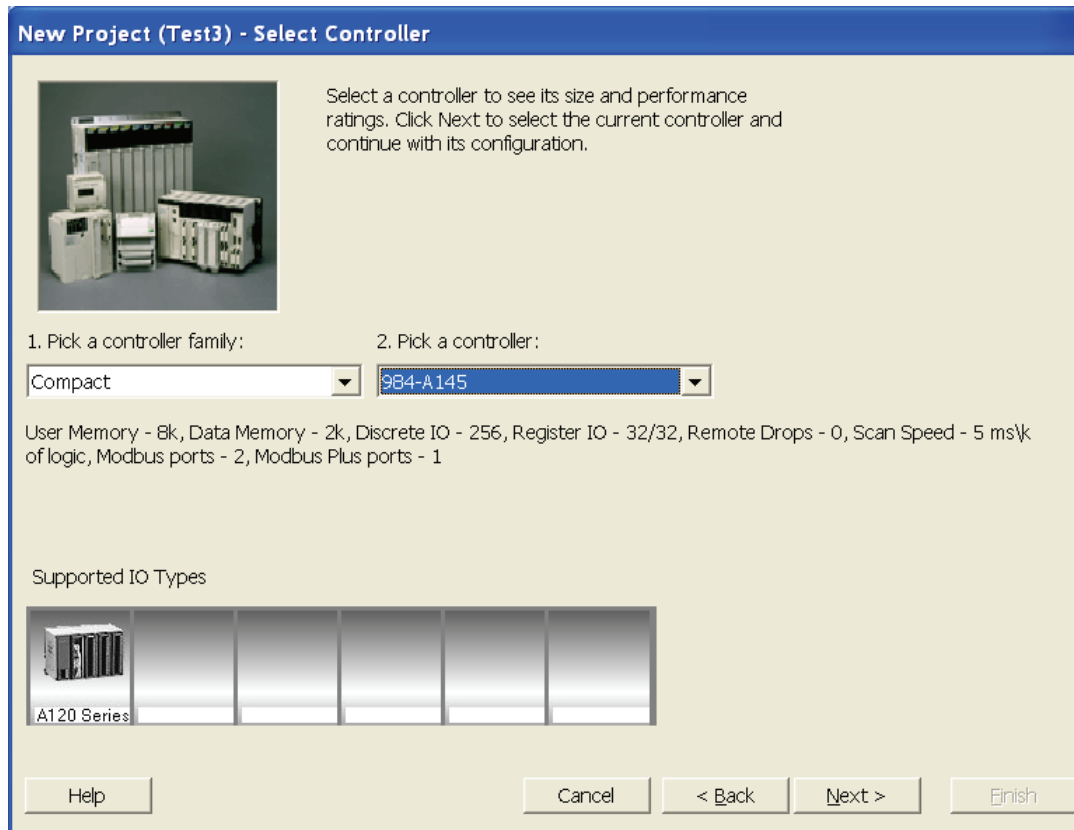 New Project (Test3) - Select Controller
Select a controller to see its size and performance
ratings. Click Next to select the current controller and
continue with its configuration.
1. Pick a controller family:
2. Pick a controller:
Compact
984-A145
User Memory - 8k, Data Memory - 2k, Discrete IO - 256, Register IO - 32/32, Remote Drops - 0, Scan Speed - 5 ms\k
of logic, Modbus ports - 2, Modbus Plus ports - 1
Supported IO Types
A120 Series
Help
Cancel
< Back
Next >
Finish